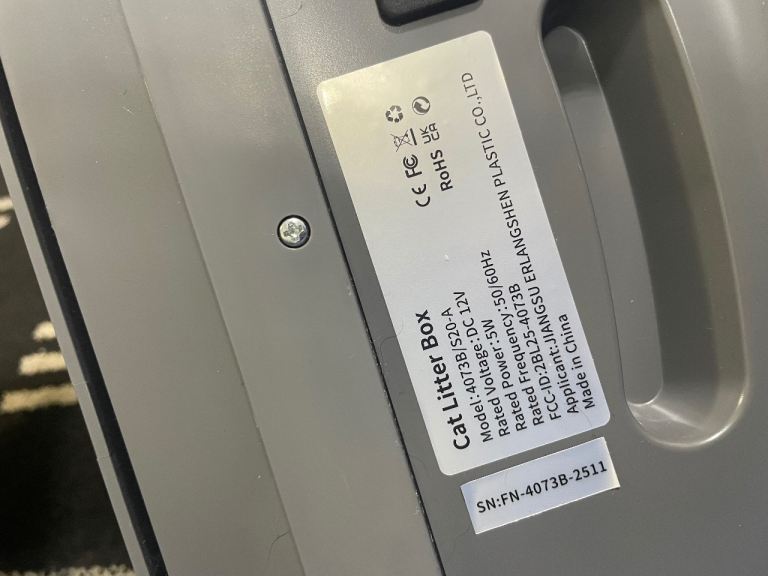 Cat Litter Box
Model:4073B/S20-A
Rated Voltage:DC 12V
Rated Power:5W
Rated Frequency:50/60Hz
FCC-ID:2BL25-4073B
Applicant:JIANGSU ERLANGSHEN PLASTIC CO.,LTD
Made in China
CE FC
RoHS UK CA
SN:FN-4073B-2511